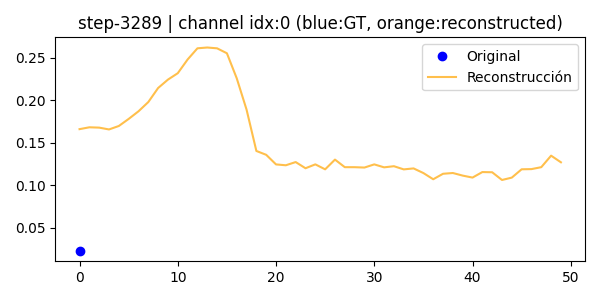 step-3289 | channel idx:0 (blue:GT, orange:reconstructed)
Original
Reconstrucción
0.25
0.20
0.15
0.10
0.05
0 10 20 30 40 50